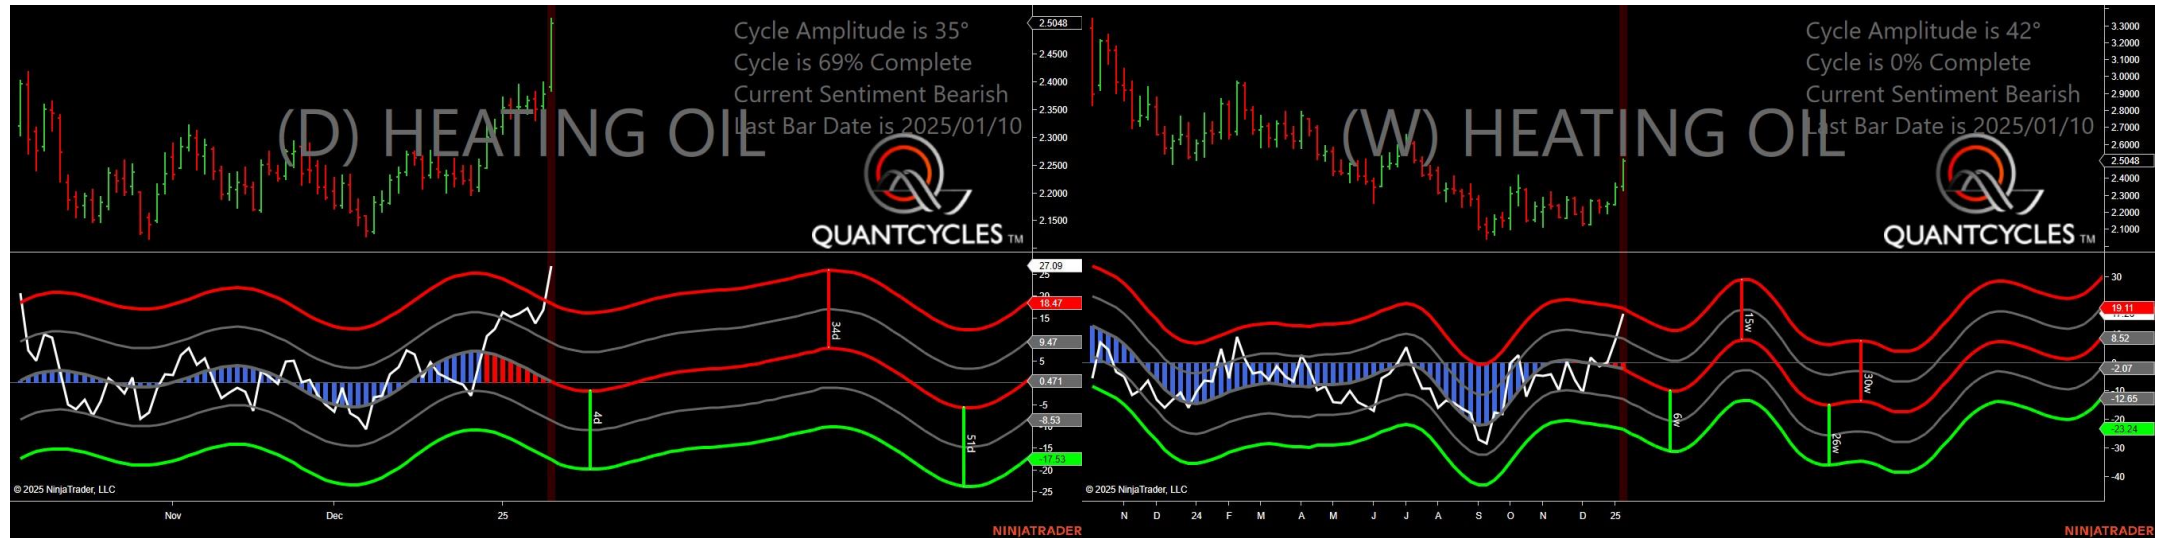 Cycle Amplitude is 35°
Cycle is 69% Complete
Current Sentiment Bearish
Last Bar Date is 2025/01/10
(D) HEATING OIL
QUANTCYCLES TM
2.5048
2.4500
2.4000
2.3500
2.3000
2.2500
2.2000
2.1500
27.09
25
18.47
15
9.47
5
0.471
-5
-8.53
-15
-17.53
-20
-25
4d
34d
51d
© 2025 NinjaTrader, LLC
Nov
Dec
25
NINJATRADER
Cycle Amplitude is 42°
Cycle is 0% Complete
Current Sentiment Bearish
Last Bar Date is 2025/01/10
(W) HEATING OIL
QUANTCYCLES TM
3.3000
3.2000
3.1000
3.0000
2.9000
2.8000
2.7000
2.6000
2.5048
2.4000
2.3000
2.2000
2.1000
30
19.11
8.52
-2.07
-12.65
-23.24
-30
-40
6w
15w
26w
30w
© 2025 NinjaTrader, LLC
N D 24 F M A M J J A S O N D 25
NINJATRADER